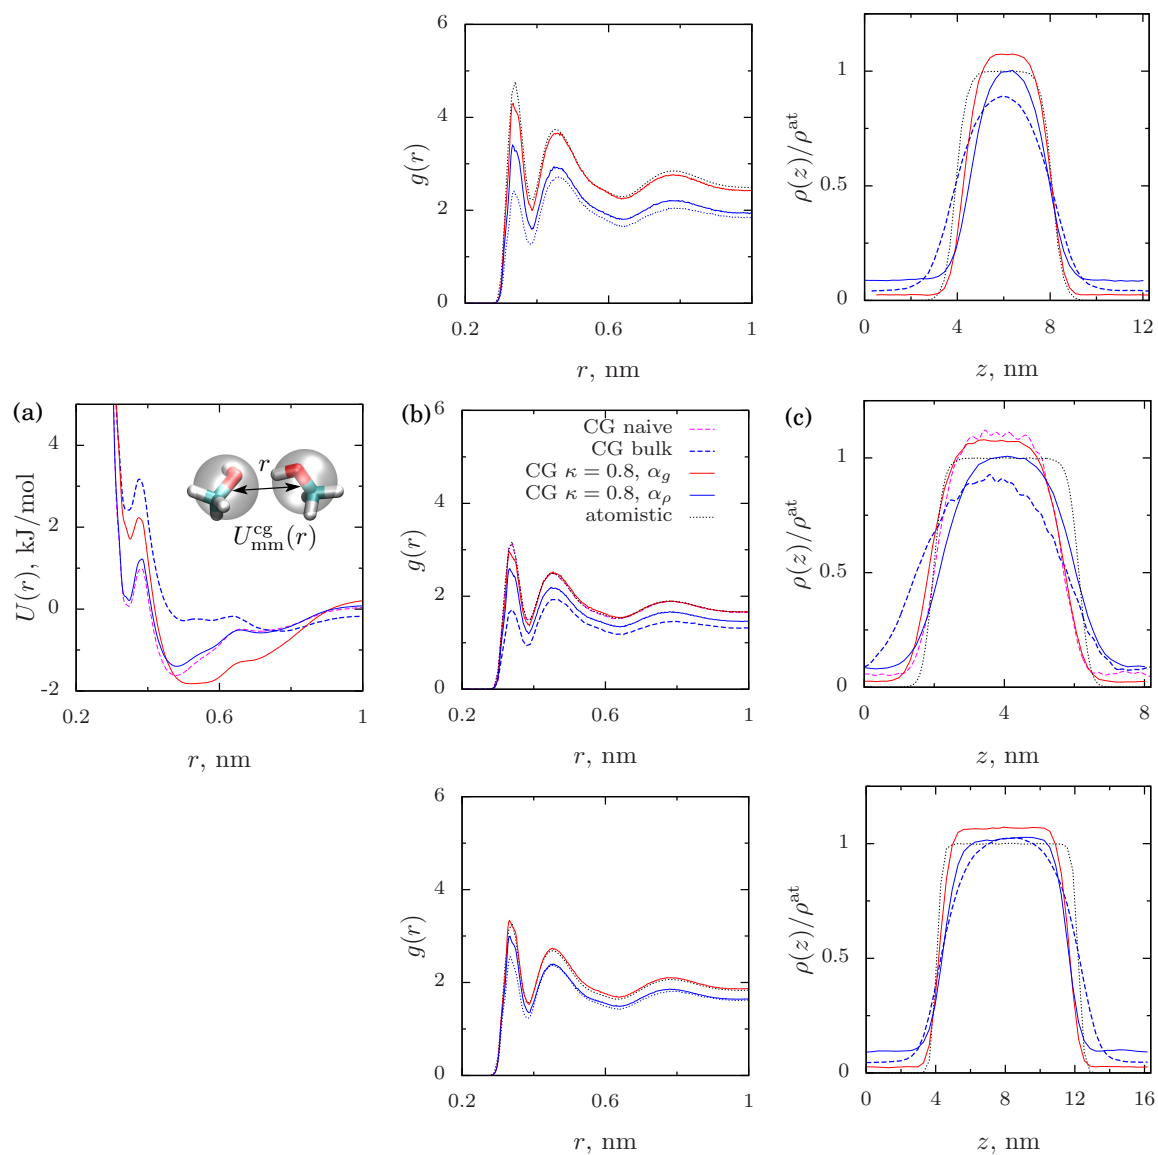 6
4
2
0
g(r)
0.2
0.6
1
r, nm
1
0.5
0
ρ(z)/ρ^at
0
4
8
12
z, nm
(a)
4
2
0
-2
U(r), kJ/mol
r
U_mm^cg(r)
0.2
0.6
1
r, nm
(b)
6
4
2
0
g(r)
CG naive
CG bulk
CG κ = 0.8, α_g
CG κ = 0.8, α_ρ
atomistic
0.2
0.6
1
r, nm
(c)
1
0.5
0
ρ(z)/ρ^at
0
4
8
z, nm
6
4
2
0
g(r)
0.2
0.6
1
r, nm
1
0.5
0
ρ(z)/ρ^at
0
4
8
12
16
z, nm